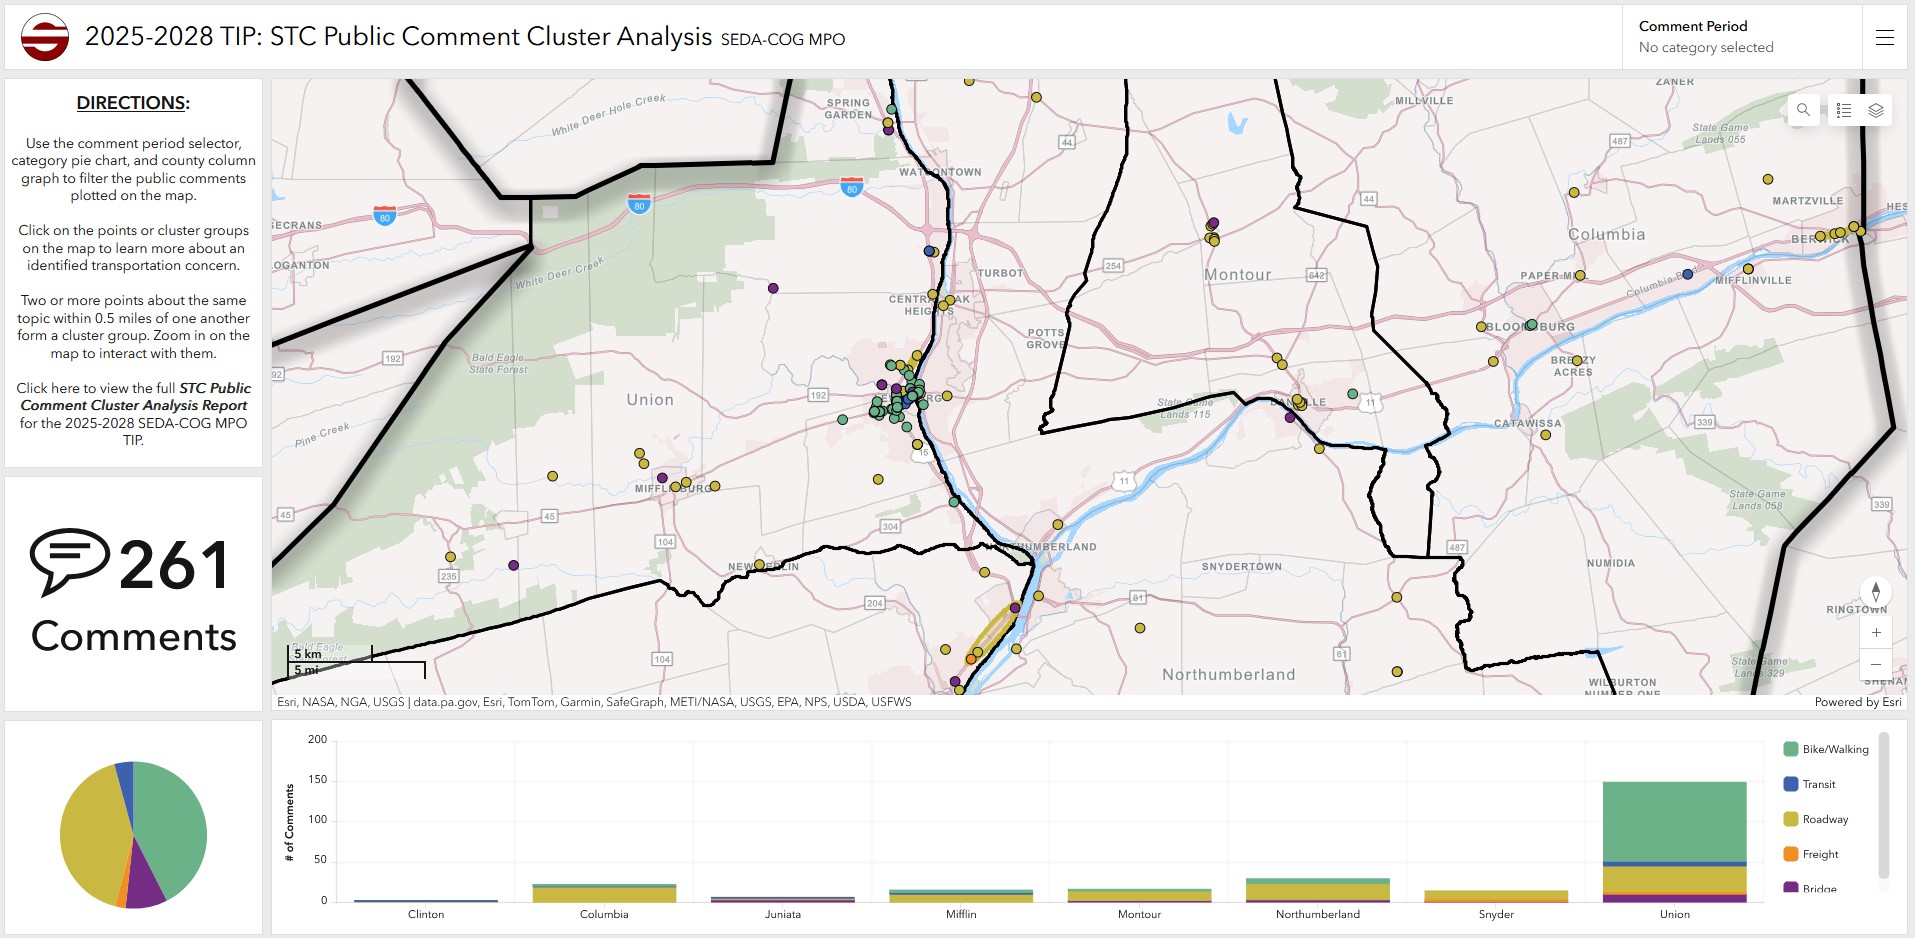 2025-2028 TIP: STC Public Comment Cluster Analysis SEDA-COG MPO
Comment Period
No category selected
DIRECTIONS:
Use the comment period selector,
category pie chart, and county column
graph to filter the public comments
plotted on the map.
Click on the points or cluster groups
on the map to learn more about an
identified transportation concern.
Two or more points about the same
topic within 0.5 miles of one another
form a cluster group. Zoom in on the
map to interact with them.
Click here to view the full STC Public
Comment Cluster Analysis Report
for the 2025-2028 SEDA-COG MPO
TIP.
261
Comments
ZANER
White Deer Hole Creek
SPRING
GARDEN
MILLVILLE
State Game
Lands 055
487
44
WATSONTOWN
80
80
80
44
MARTZVILLE
HES
ECRANS
Columbia
BERWICK
OGANTON
White Deer Creek
TURBOT
254
Montour
642
PAPER MILL
MIFFLINVILLE
Columbia Blvd
CENTRAL OAK
HEIGHTS
POTTS
GROVE
BLOOMSBURG
192
Bald Eagle
State Forest
BREEZY
ACRES
92
Union
192
State Game
Lands 115
DANVILLE
11
CATAWISSA
339
Pine Creek
15
MIFFLINBURG
11
State Game
Lands 058
339
45
45
304
104
NORTHUMBERLAND
487
235
NEW BERLIN
SNYDERTOWN
NUMIDIA
204
61
RINGTOWN
Bald Eagle
104
61
State Game
Lands 329
5 km
5 mi
Northumberland
WILBURTON
NUMBER ONE
SHENAN
Esri, NASA, NGA, USGS | data.pa.gov, Esri, TomTom, Garmin, SafeGraph, METI/NASA, USGS, EPA, NPS, USDA, USFWS
Powered by Esri
# of Comments
200
150
100
50
0
Clinton
Columbia
Juniata
Mifflin
Montour
Northumberland
Snyder
Union
Bike/Walking
Transit
Roadway
Freight
Bridge